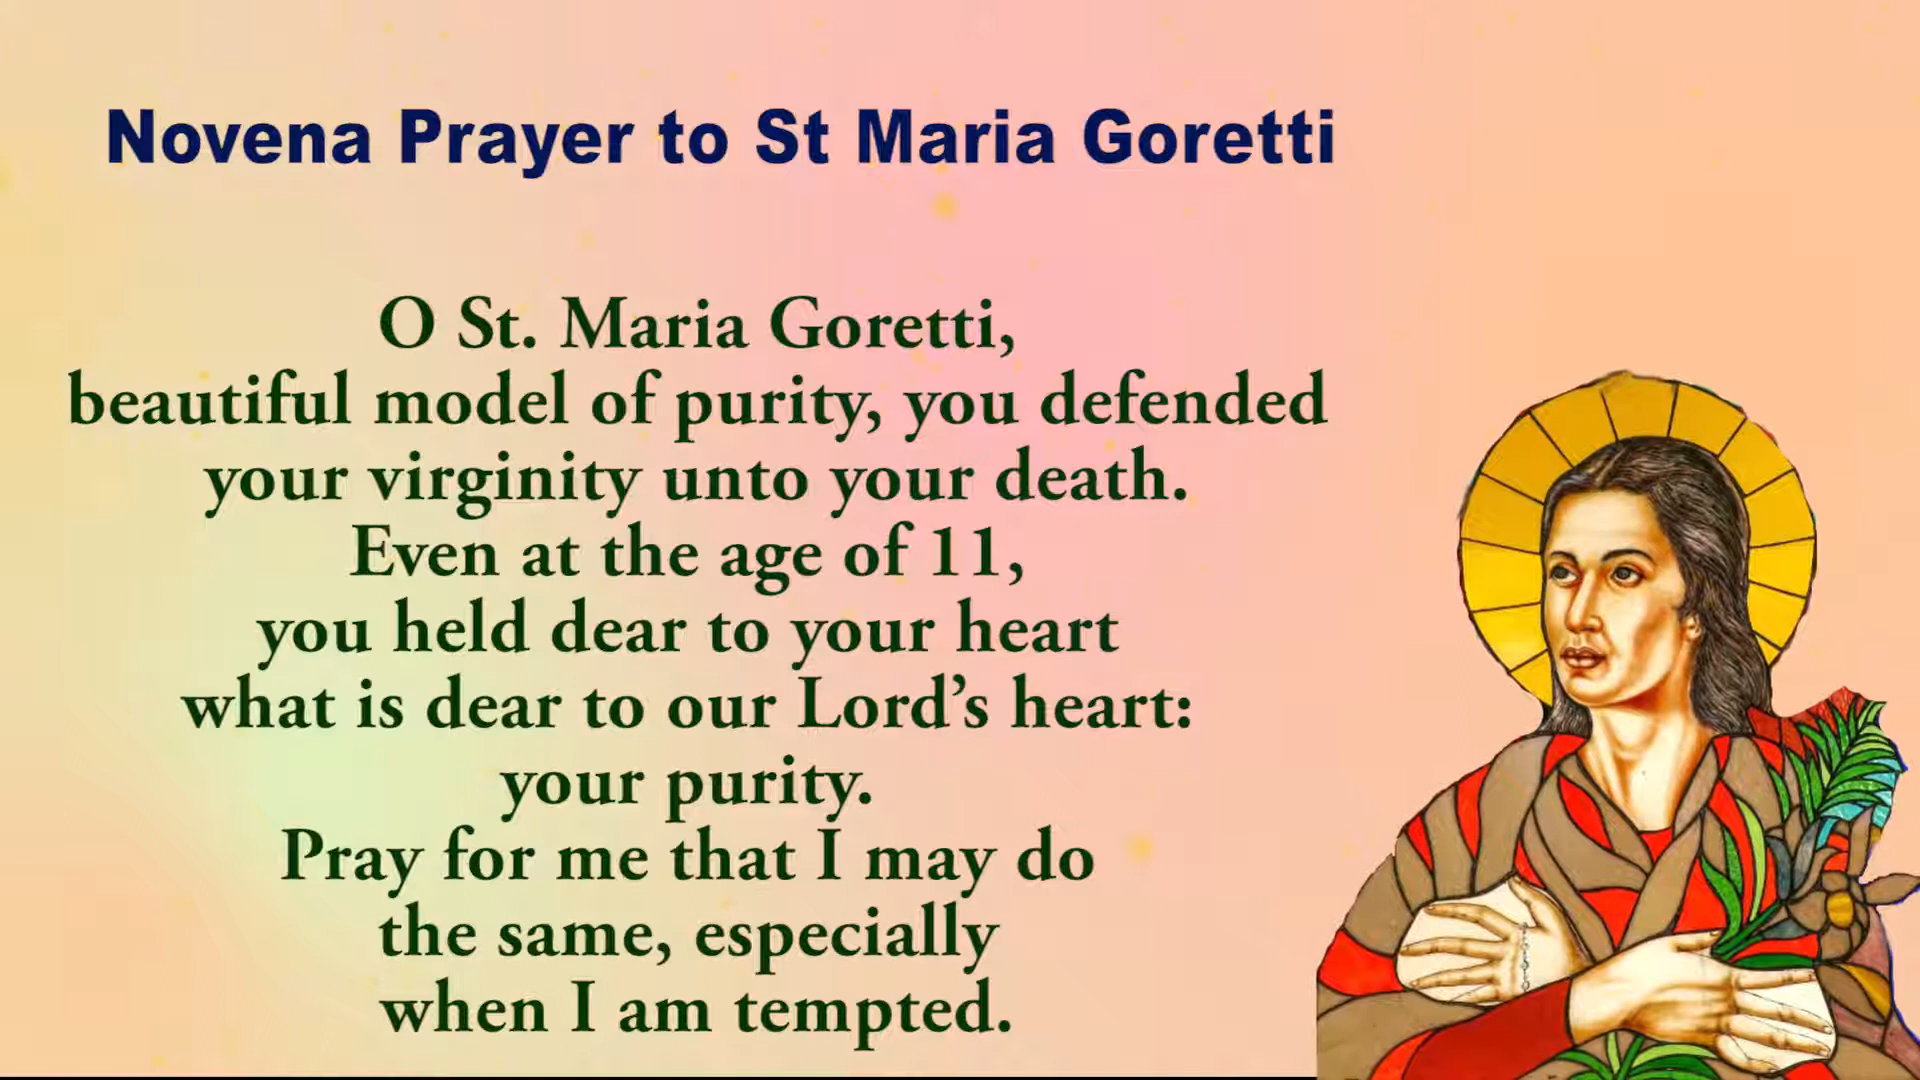 Novena Prayer to St Maria Goretti
O St. Maria Goretti,
beautiful model of purity, you defended
your virginity unto your death.
Even at the age of 11,
you held dear to your heart
what is dear to our Lord’s heart:
your purity.
Pray for me that I may do
the same, especially
when I am tempted.